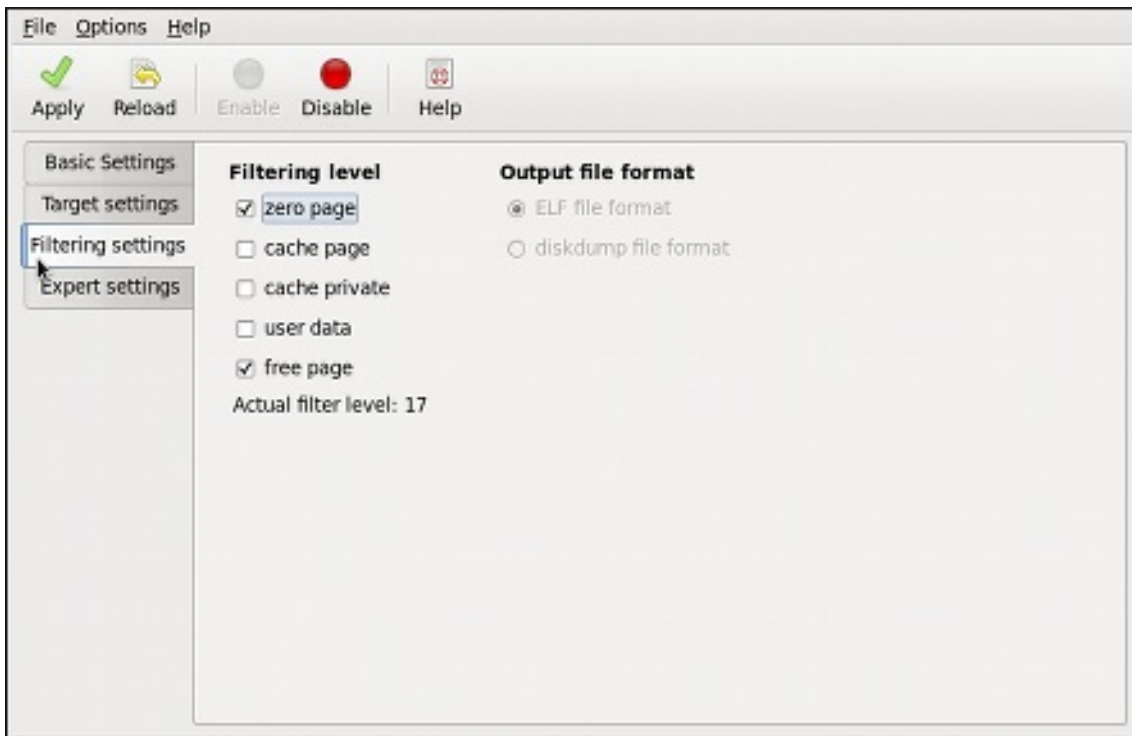 File Options Help
Apply Reload Enable Disable Help
Basic Settings
Target settings
Filtering settings
Expert settings
Filtering level
zero page
cache page
cache private
user data
free page
Actual filter level: 17
Output file format
ELF file format
diskdump file format